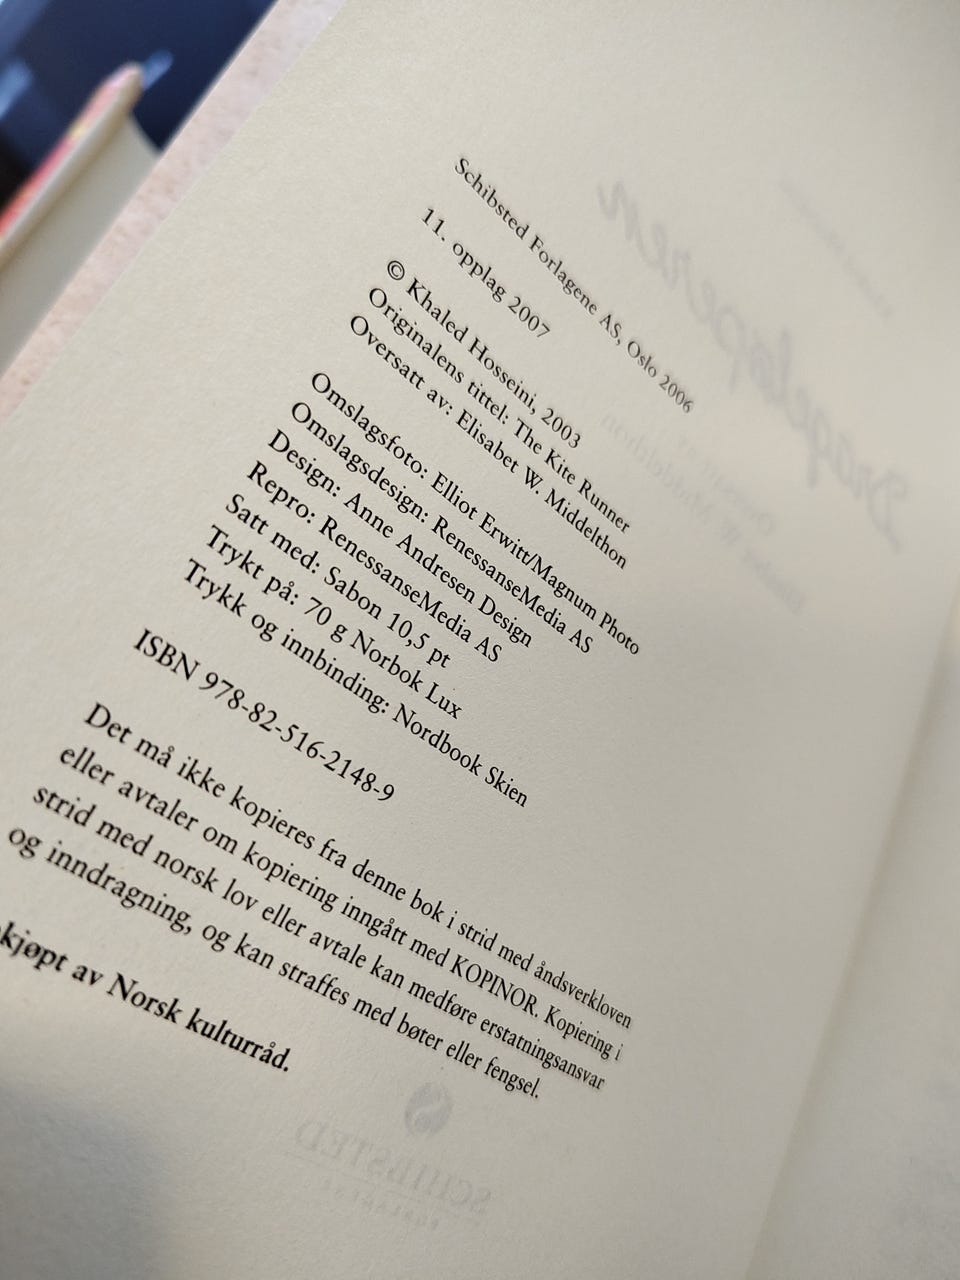 Schibsted Forlagene AS, Oslo 2006
11. opplag 2007
© Khaled Hosseini, 2003
Originalens tittel: The Kite Runner
Oversatt av: Elisabet W. Middelthon
Omslagsfoto: Elliot Erwitt/Magnum Photo
Omslagsdesign: RenessanseMedia AS
Design: Anne Andresen Design
Repro: RenessanseMedia AS
Satt med: Sabon 10,5 pt
Trykt på: 70 g Norbok Lux
Trykk og innbinding: Nordbook Skien
ISBN 978-82-516-2148-9
Det må ikke kopieres fra denne bok i strid med åndsverkloven
eller avtaler om kopiering inngått med KOPINOR. Kopiering i
strid med norsk lov eller avtale kan medføre erstatningsansvar
og inndragning, og kan straffes med bøter eller fengsel.
kjøpt av Norsk kulturråd.
Drageløperen
SCHIBSTED
FORLAGENE